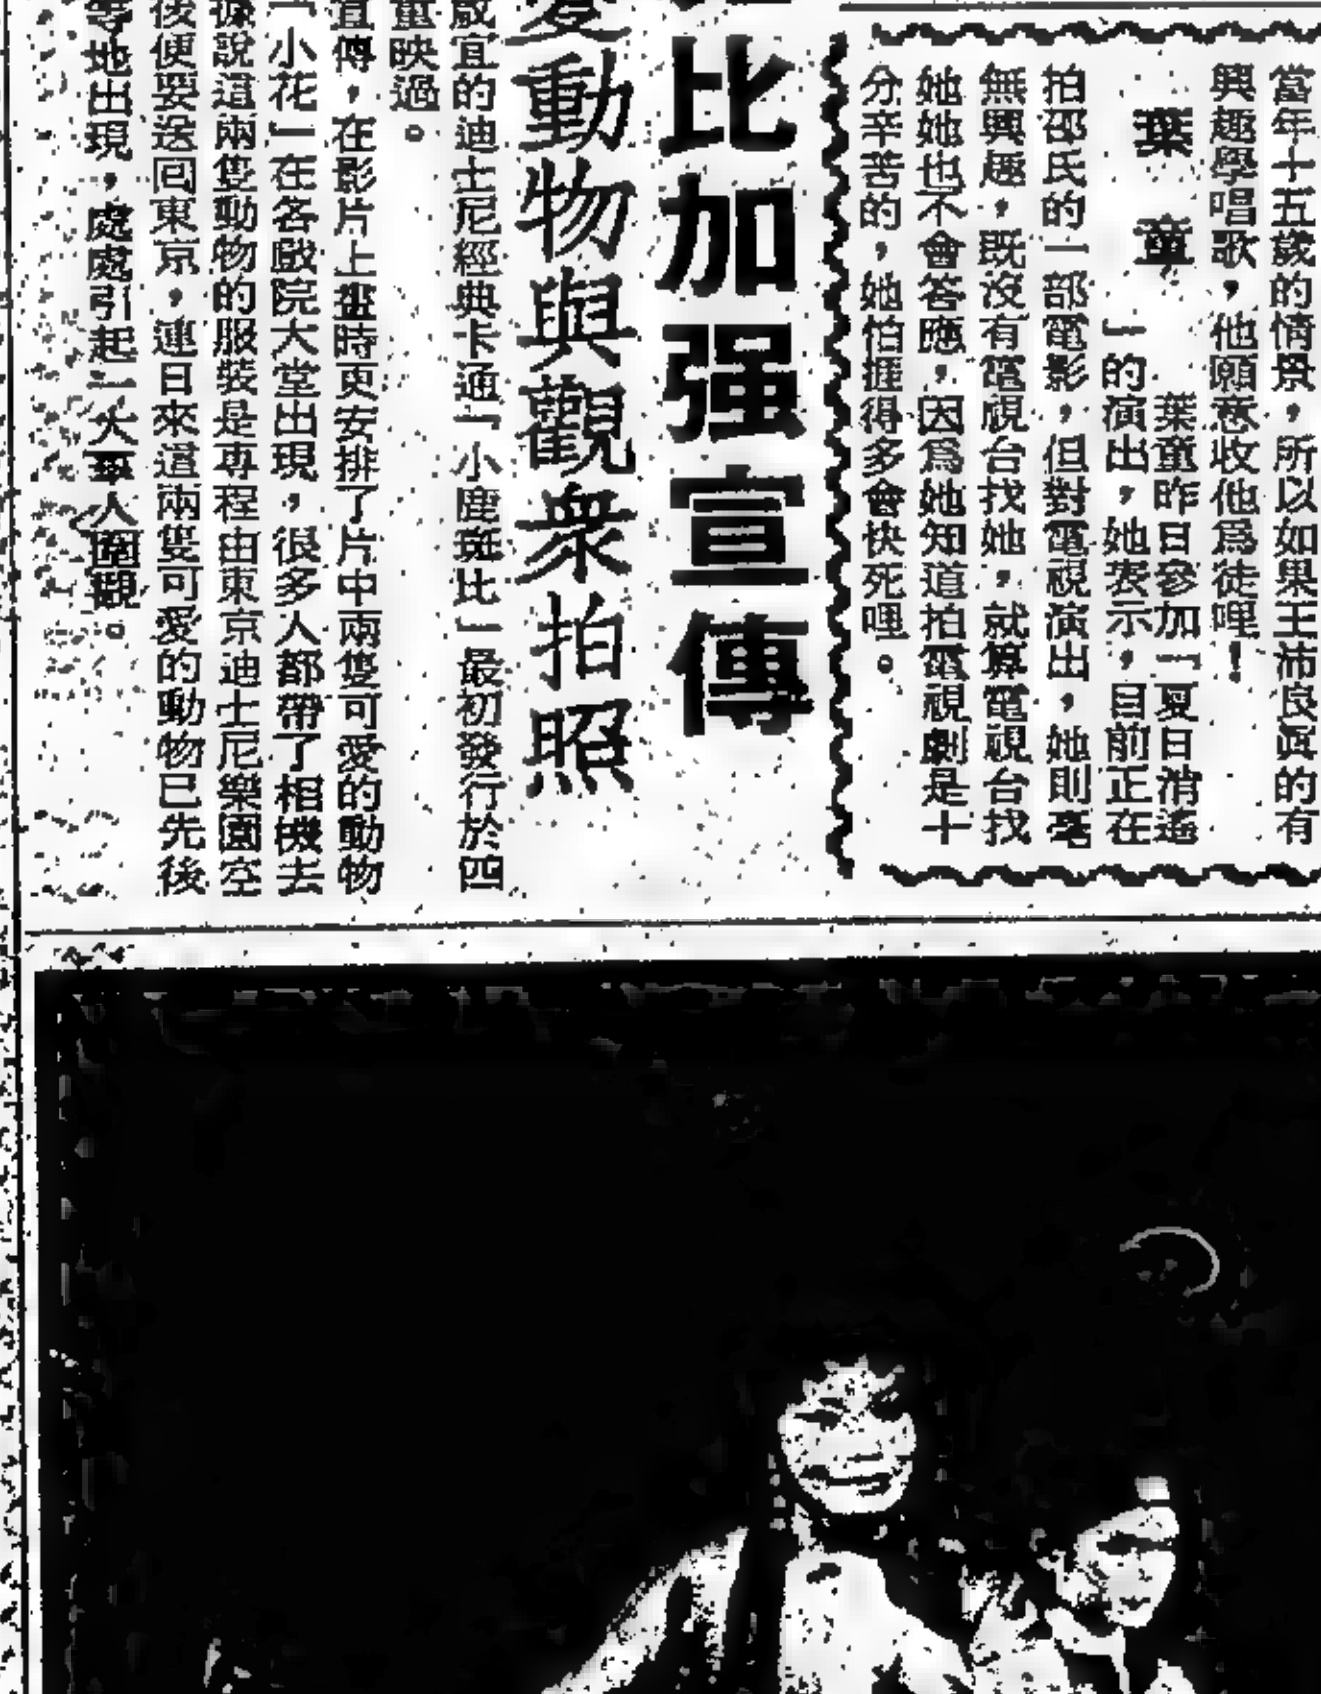 當年十五歲的情景，所以如果王沛良眞的有
興趣學唱歌，他願意收他爲徒哩！
葉童
葉童昨日參加「夏日消遙
」的演出，她表示，目前正在
拍邵氏的一部電影，但對電視演出，她則毫
無興趣，既沒有電視台找她，就算電視台找
她她也不會答應，因爲她知道拍電視劇是十
分辛苦的，她怕捱得多會快死哩。
比加强宣傳
愛動物與觀衆拍照
咸宜的迪士尼經典卡通「小鹿斑比」最初發行於四
重映過。
宣傳，在影片上畫時更安排了片中兩隻可愛的動物
「小花」在各戲院大堂出現，很多人都帶了相機去
據說這兩隻動物的服裝是專程由東京迪士尼樂園空
後便要送回東京，連日來這兩隻可愛的動物已先後
等地出現，處處引起一大羣人圍觀。